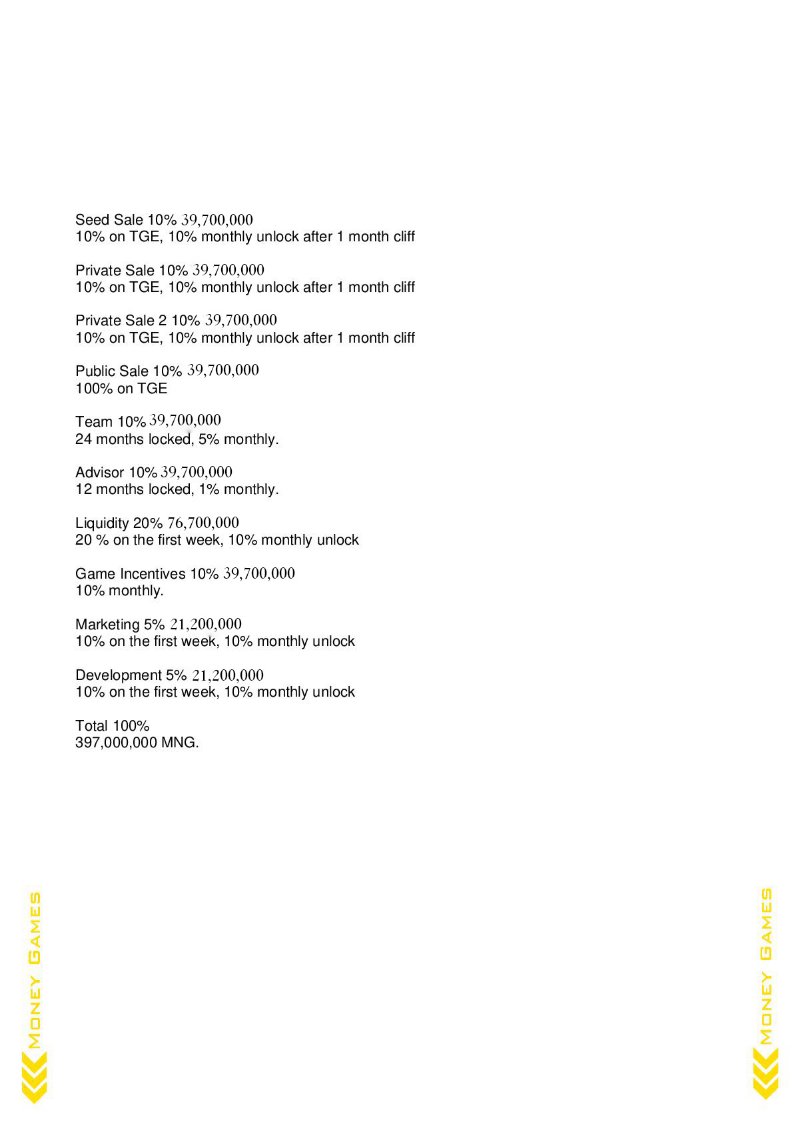 Seed Sale 10% 39,700,000
10% on TGE, 10% monthly unlock after 1 month cliff
Private Sale 10% 39,700,000
10% on TGE, 10% monthly unlock after 1 month cliff
Private Sale 2 10% 39,700,000
10% on TGE, 10% monthly unlock after 1 month cliff
Public Sale 10% 39,700,000
100% on TGE
Team 10% 39,700,000
24 months locked, 5% monthly.
Advisor 10% 39,700,000
12 months locked, 1% monthly.
Liquidity 20% 76,700,000
20 % on the first week, 10% monthly unlock
Game Incentives 10% 39,700,000
10% monthly.
Marketing 5% 21,200,000
10% on the first week, 10% monthly unlock
Development 5% 21,200,000
10% on the first week, 10% monthly unlock
Total 100%
397,000,000 MNG.
Money Games
Money Games